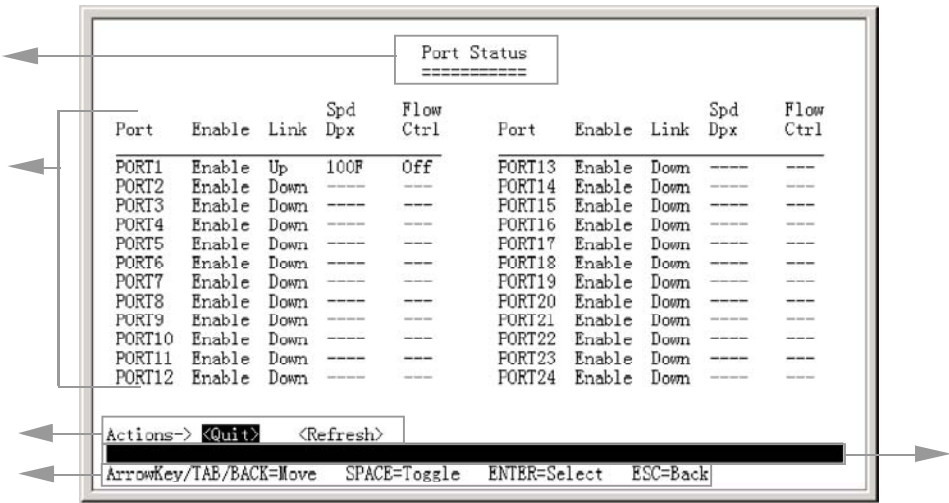 Port Status
===========
Spd Flow Spd Flow
Port Enable Link Dpx Ctrl Port Enable Link Dpx Ctrl
PORT1 Enable Up 100F Off PORT13 Enable Down ---- ---
PORT2 Enable Down ---- --- PORT14 Enable Down ---- ---
PORT3 Enable Down ---- --- PORT15 Enable Down ---- ---
PORT4 Enable Down ---- --- PORT16 Enable Down ---- ---
PORT5 Enable Down ---- --- PORT17 Enable Down ---- ---
PORT6 Enable Down ---- --- PORT18 Enable Down ---- ---
PORT7 Enable Down ---- --- PORT19 Enable Down ---- ---
PORT8 Enable Down ---- --- PORT20 Enable Down ---- ---
PORT9 Enable Down ---- --- PORT21 Enable Down ---- ---
PORT10 Enable Down ---- --- PORT22 Enable Down ---- ---
PORT11 Enable Down ---- --- PORT23 Enable Down ---- ---
PORT12 Enable Down ---- --- PORT24 Enable Down ---- ---
Actions-> <Quit> <Refresh>
ArrowKey/TAB/BACK=Move SPACE=Toggle ENTER=Select ESC=Back